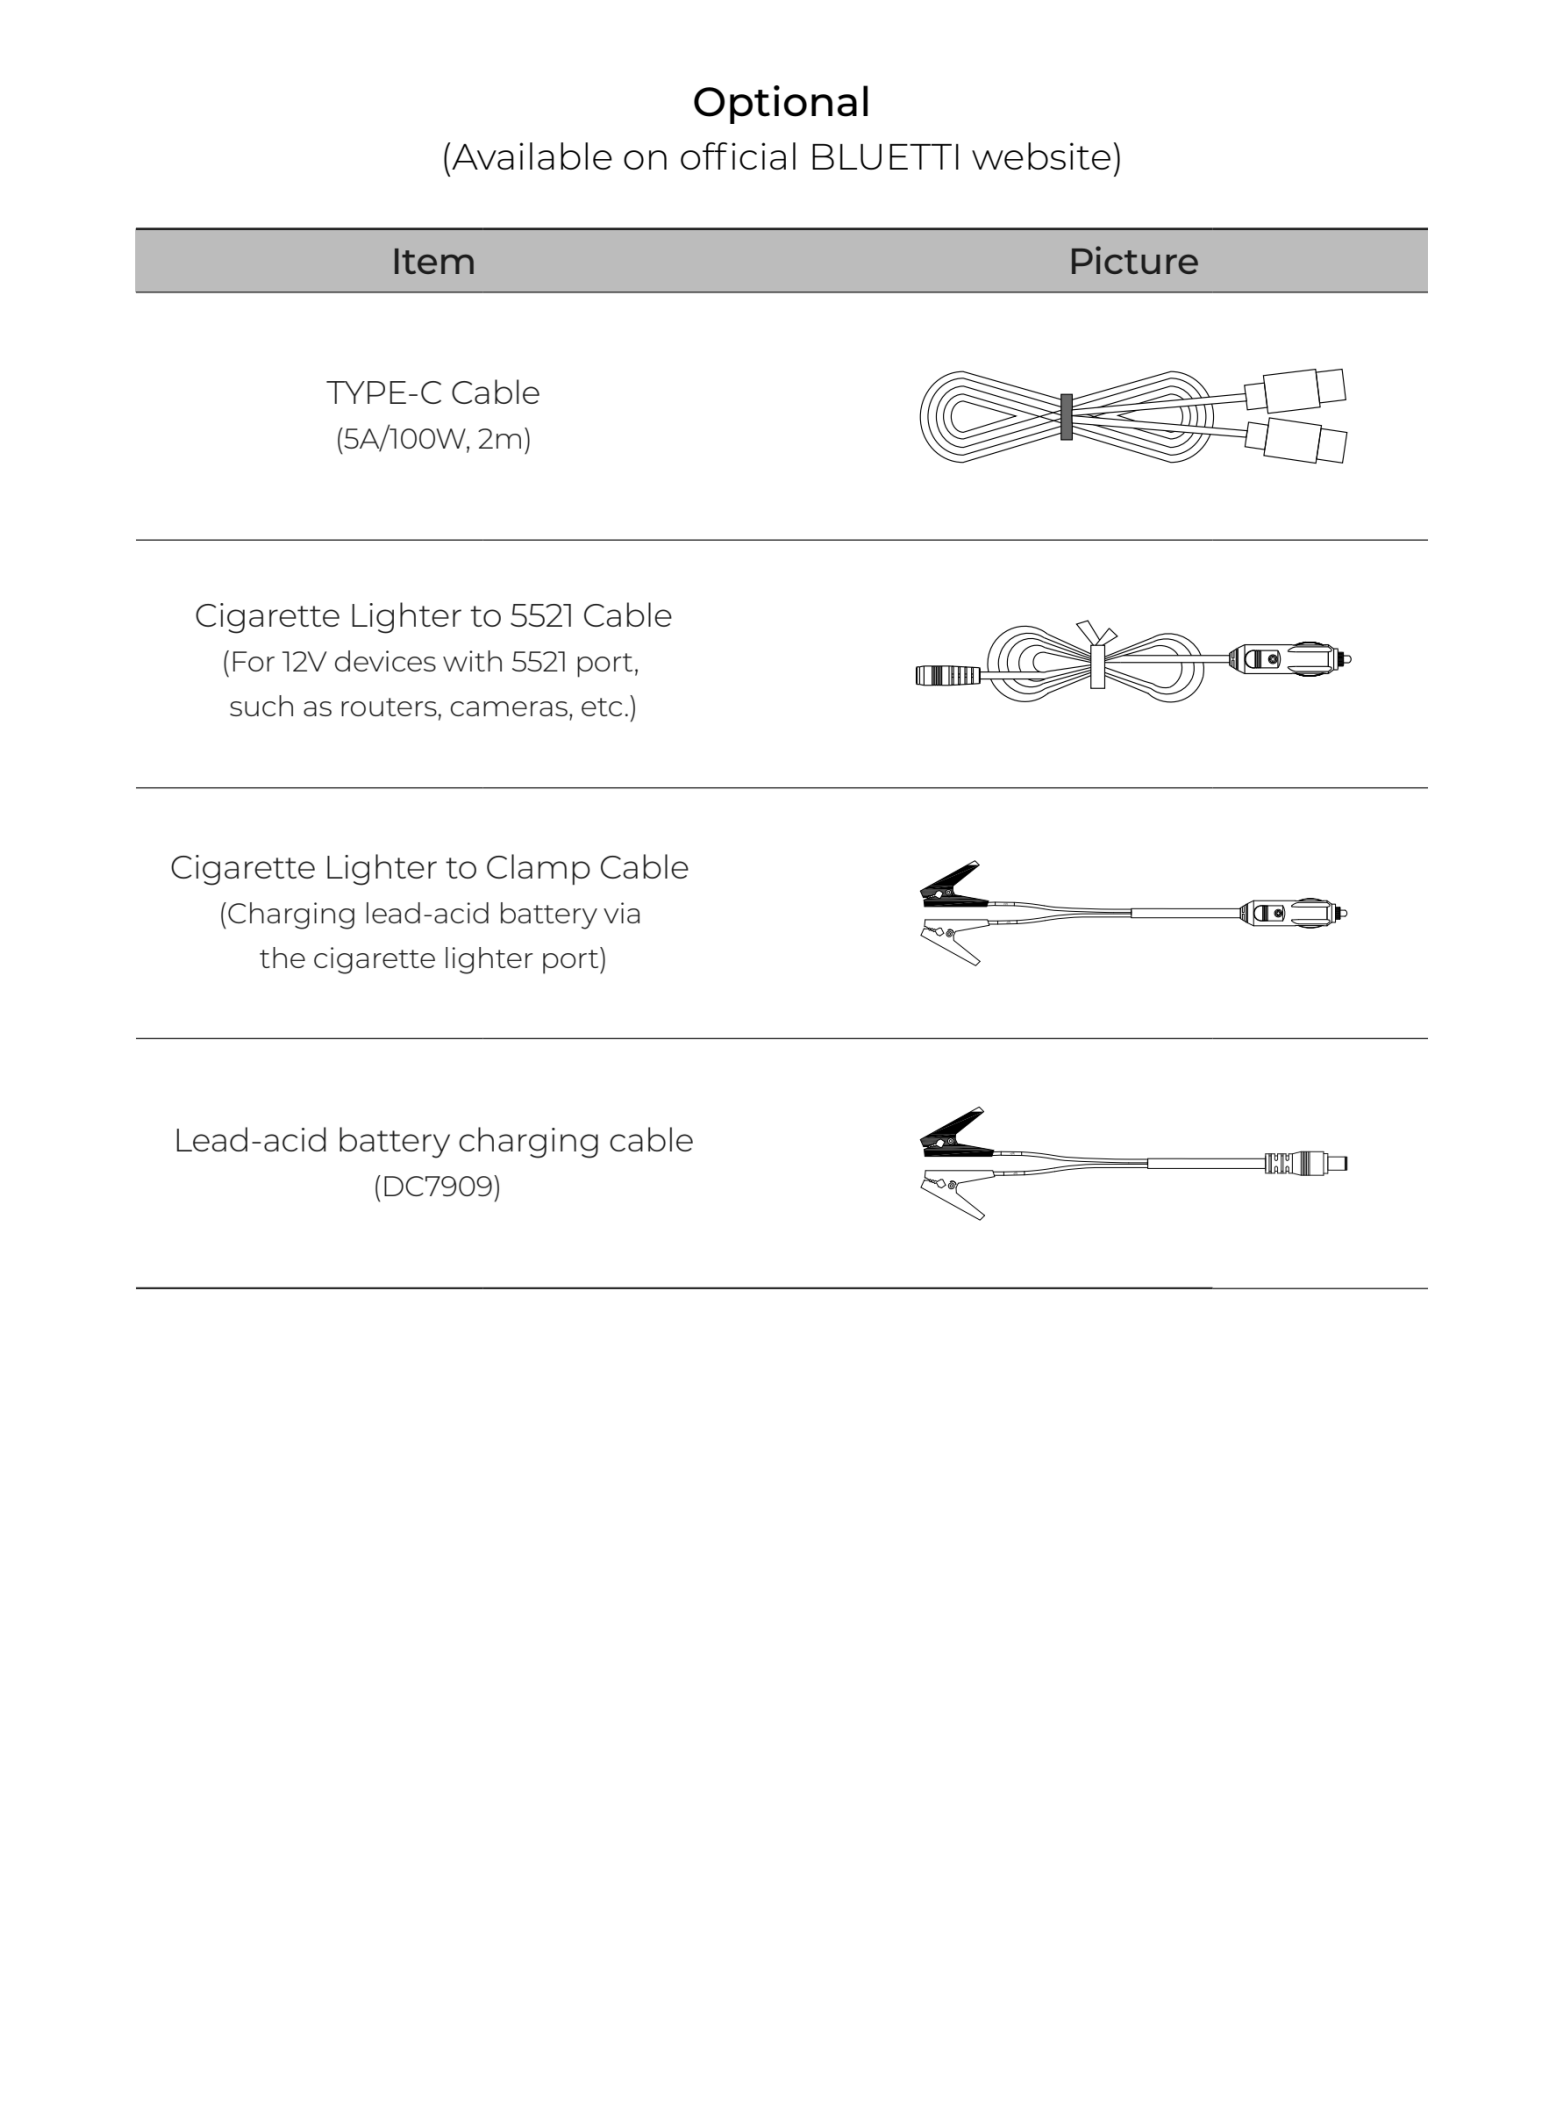 Optional
(Available on official BLUETTI website)
Item Picture
TYPE-C Cable
(5A/100W, 2m)
Cigarette Lighter to 5521 Cable
(For 12V devices with 5521 port,
such as routers, cameras, etc.)
Cigarette Lighter to Clamp Cable
(Charging lead-acid battery via
the cigarette lighter port)
Lead-acid battery charging cable
(DC7909)